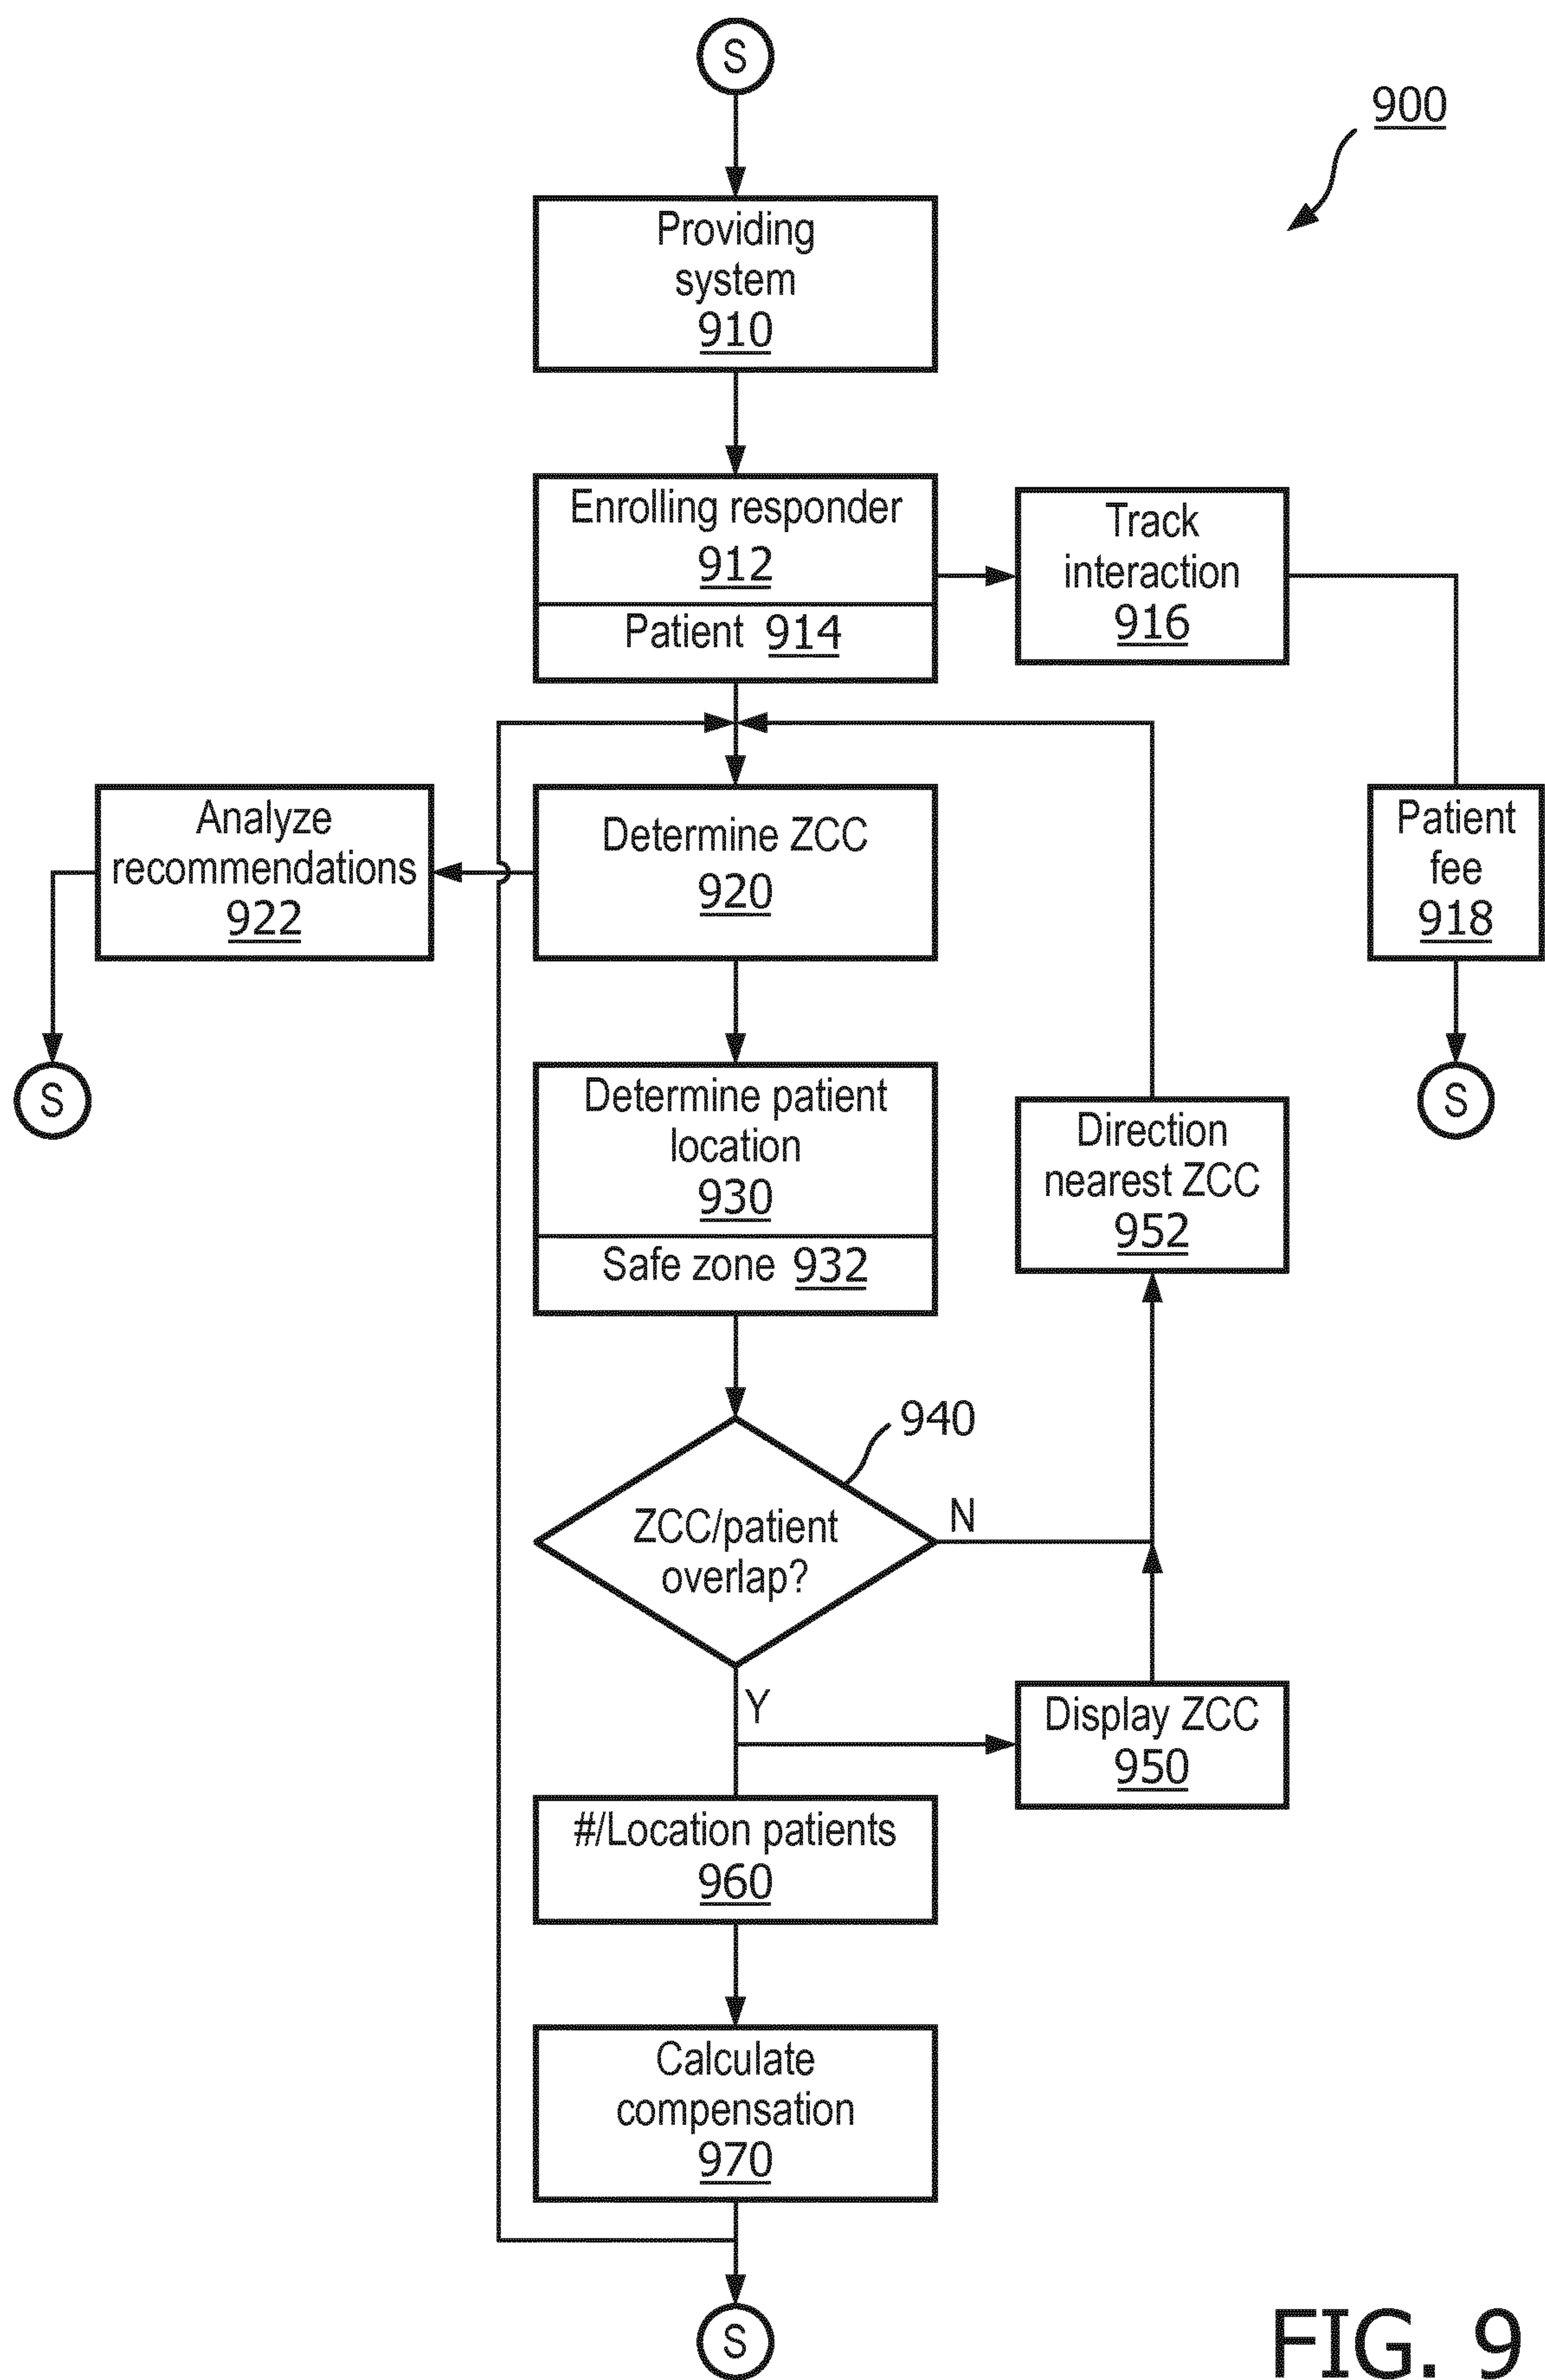 S
900
Providing
system
910
Enrolling responder
912
Patient 914
Track
interaction
916
Analyze
recommendations
922
Determine ZCC
920
Patient
fee
918
S
Determine patient
location
930
Safe zone 932
Direction
nearest ZCC
952
S
940
ZCC/patient
overlap?
N
Y
Display ZCC
950
#/Location patients
960
Calculate
compensation
970
S
FIG. 9